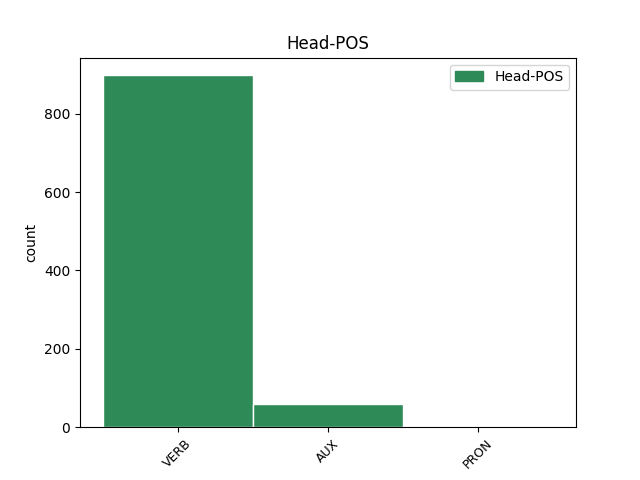 Head-POS
Head-POS
800
600
400
200
0
count
VERB
AUX
PRON